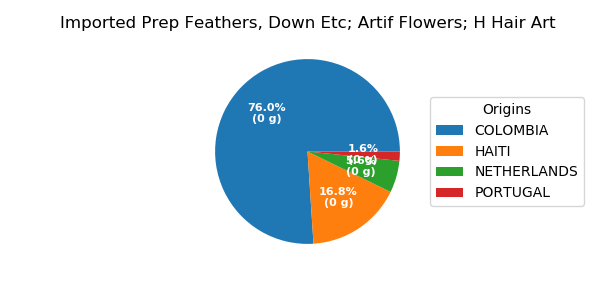 Imported Prep Feathers, Down Etc; Artif Flowers; H Hair Art
76.0%
(0 g)
1.6%
(0 g)
(0 g)
16.8%
(0 g)
Origins
COLOMBIA
HAITI
NETHERLANDS
PORTUGAL